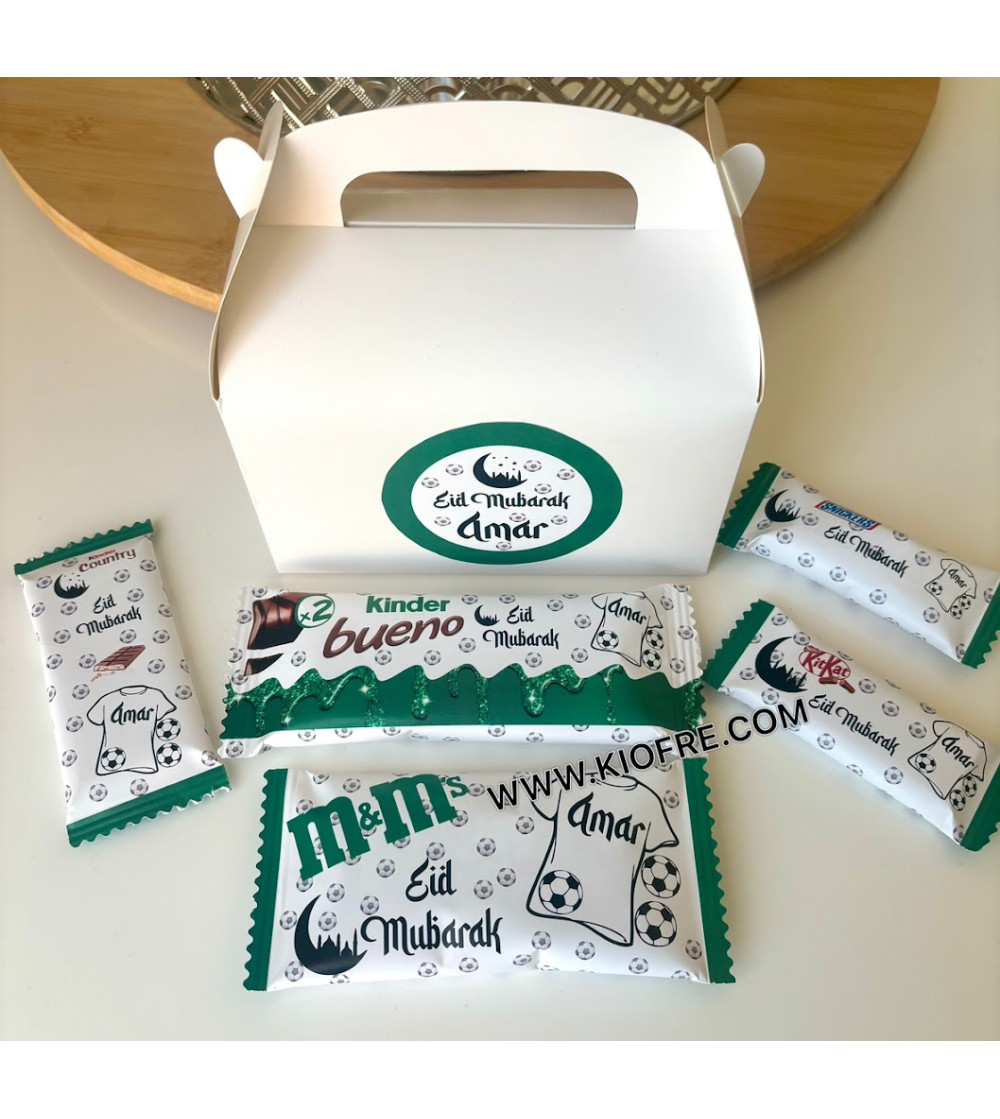 Eid Mubarak
Amar
Kinder
Country
Eid
Mubarak
Amar
x2
Kinder
bueno
Eid
Mubarak
Amar
SNICKERS
Eid Mubarak
Amar
KitKat
Eid Mubarak
Amar
WWW.KIOFRE.COM
m&m's
Eid
Mubarak
Amar